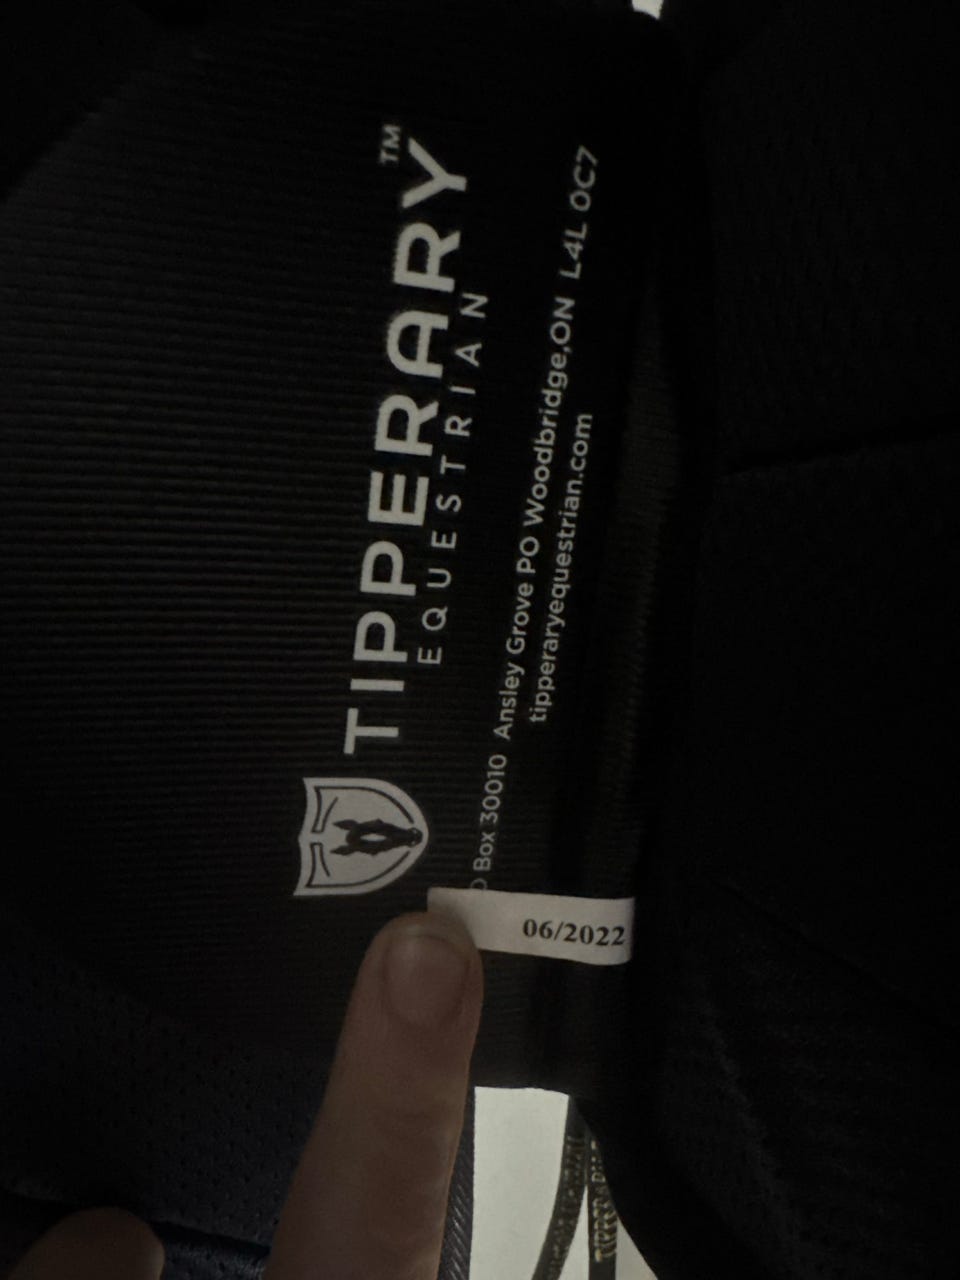 TIPPERARY™
EQUESTRIAN
Box 30010 Ansley Grove PO Woodbridge,ON L4L 0C7
tipperaryequestrian.com
06/2022